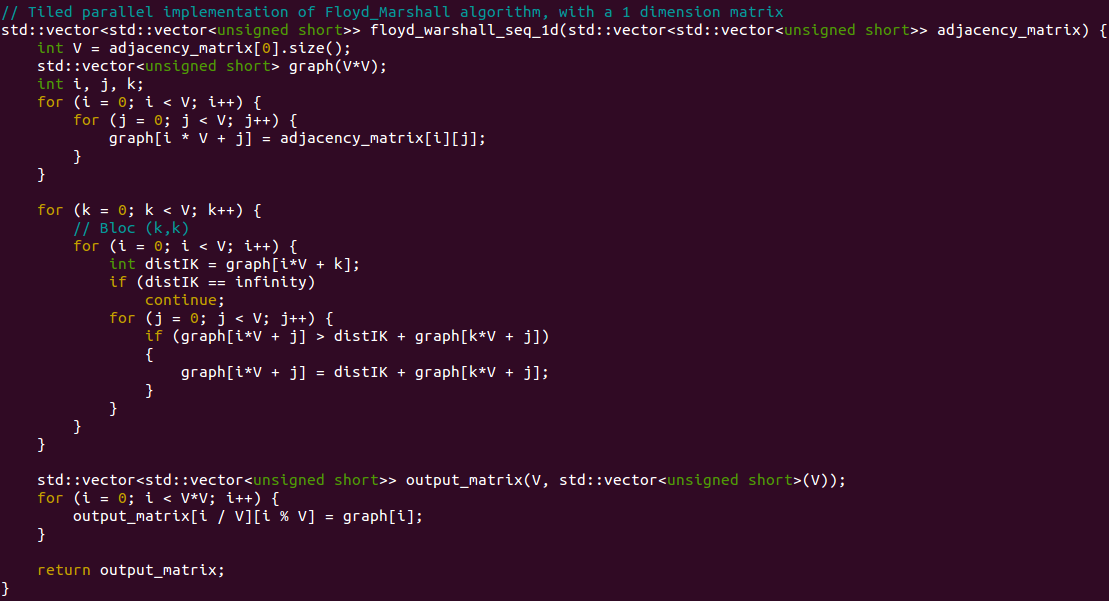 // Tiled parallel implementation of Floyd_Marshall algorithm, with a 1 dimension matrix
std::vector<std::vector<unsigned short>> floyd_warshall_seq_1d(std::vector<std::vector<unsigned short>> adjacency_matrix) {
    int V = adjacency_matrix[0].size();
    std::vector<unsigned short> graph(V*V);
    int i, j, k;
    for (i = 0; i < V; i++) {
        for (j = 0; j < V; j++) {
            graph[i * V + j] = adjacency_matrix[i][j];
        }
    }

    for (k = 0; k < V; k++) {
        // Bloc (k,k)
        for (i = 0; i < V; i++) {
            int distIK = graph[i*V + k];
            if (distIK == infinity)
                continue;
            for (j = 0; j < V; j++) {
                if (graph[i*V + j] > distIK + graph[k*V + j])
                {
                    graph[i*V + j] = distIK + graph[k*V + j];
                }
            }
        }
    }

    std::vector<std::vector<unsigned short>> output_matrix(V, std::vector<unsigned short>(V));
    for (i = 0; i < V*V; i++) {
        output_matrix[i / V][i % V] = graph[i];
    }

    return output_matrix;
}